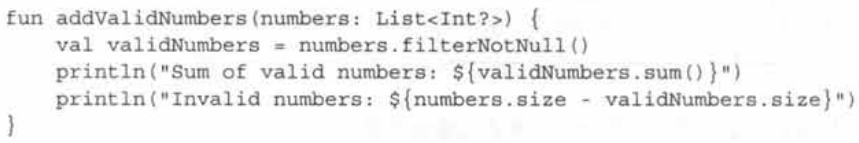 fun addValidNumbers(numbers: List<Int?>) {
    val validNumbers = numbers.filterNotNull()
    println("Sum of valid numbers: ${validNumbers.sum()}")
    println("Invalid numbers: ${numbers.size - validNumbers.size}")
}